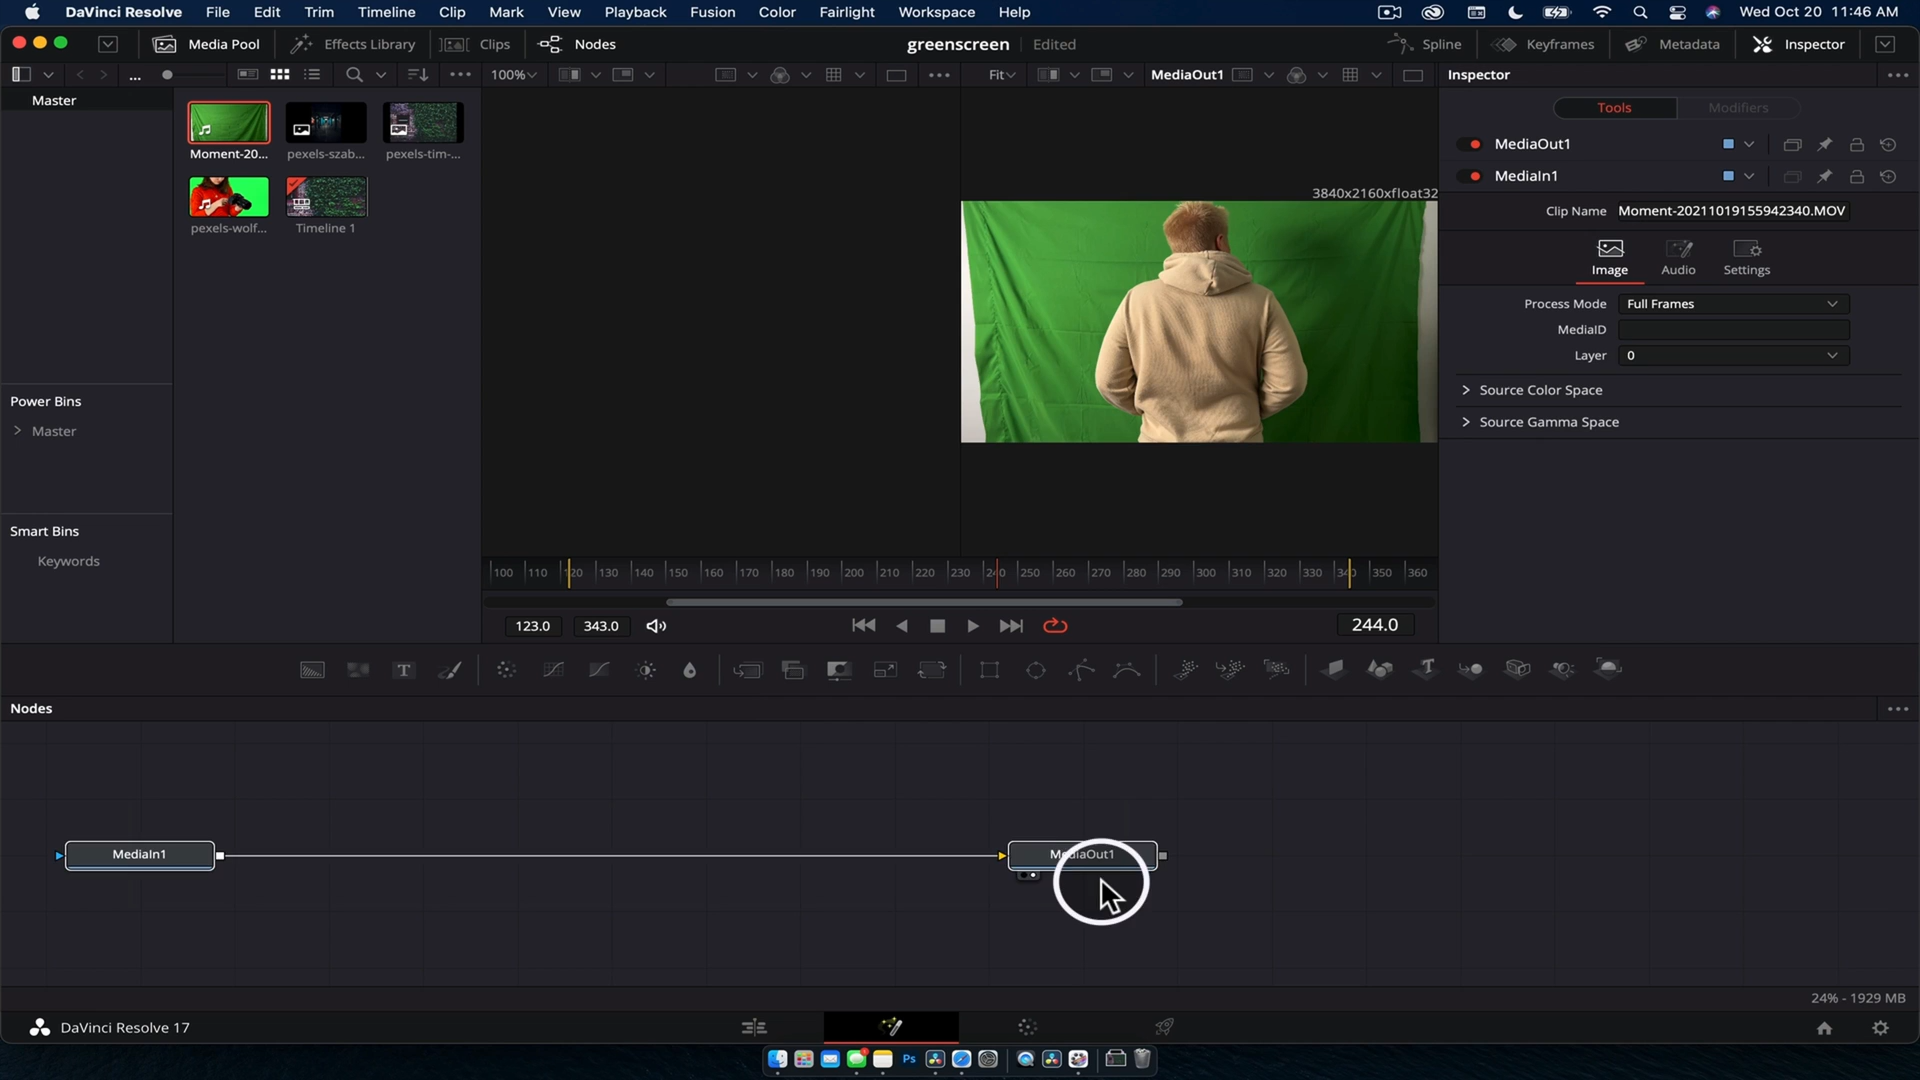 DaVinci Resolve File Edit Trim Timeline Clip Mark View Playback Fusion Color Fairlight Workspace Help Wed Oct 20 11:46 AM
Media Pool Effects Library Clips Nodes greenscreen Edited Spline Keyframes Metadata Inspector
... 100% Fit MediaOut1 Inspector
Master
Tools Modifiers
MediaOut1
Moment-20... pexels-szab... pexels-tim-...
MediaIn1
3840x2160xfloat32
Clip Name Moment-20211019155942340.MOV
pexels-wolf... Timeline 1
Image Audio Settings
Process Mode Full Frames
MediaID
Layer 0
Source Color Space
Power Bins
Source Gamma Space
Master
Smart Bins
Keywords
100 110 120 130 140 150 160 170 180 190 200 210 220 230 240 250 260 270 280 290 300 310 320 330 340 350 360
123.0 343.0 244.0
T T
Nodes
MediaIn1 MediaOut1
24% - 1929 MB
DaVinci Resolve 17
Ps